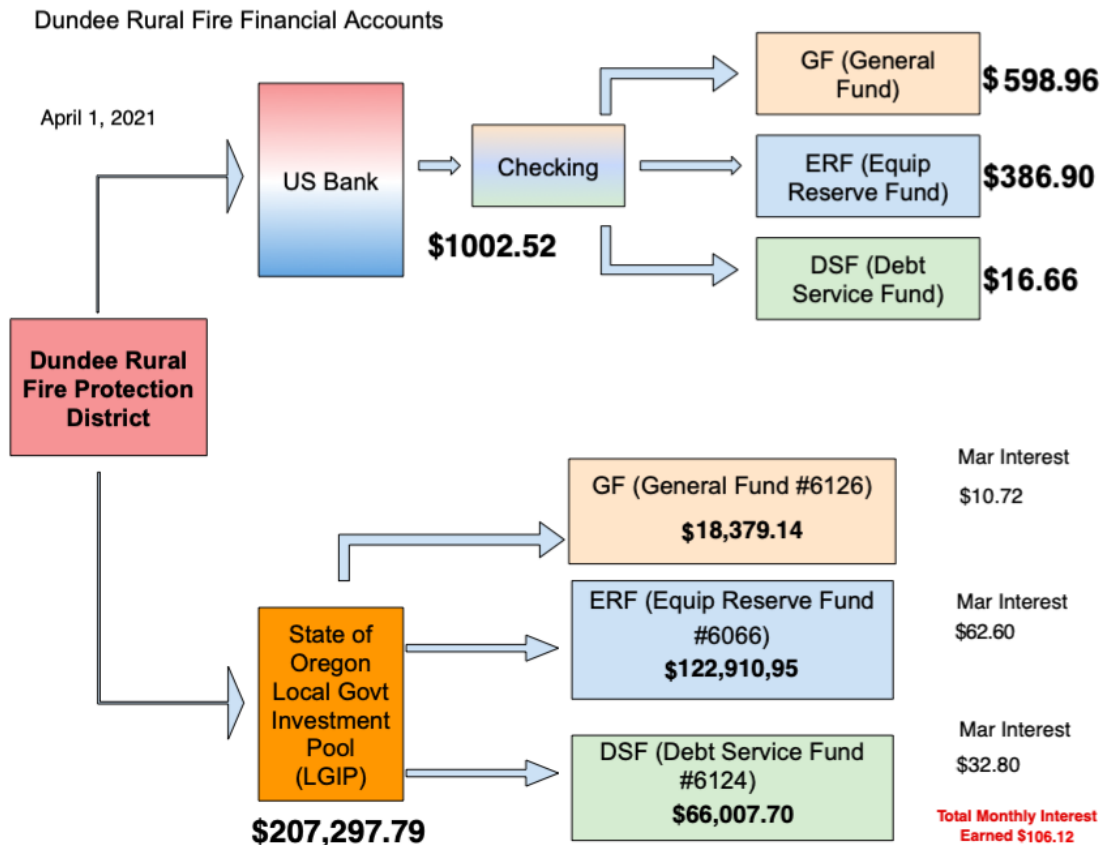 Dundee Rural Fire Financial Accounts
April 1, 2021
US Bank
Checking
$1002.52
GF (General
Fund)
$598.96
ERF (Equip
Reserve Fund)
$386.90
DSF (Debt
Service Fund)
$16.66
Dundee Rural
Fire Protection
District
State of
Oregon
Local Govt
Investment
Pool
(LGIP)
$207,297.79
GF (General Fund #6126)
$18,379.14
Mar Interest
$10.72
ERF (Equip Reserve Fund
#6066)
$122,910,95
Mar Interest
$62.60
DSF (Debt Service Fund
#6124)
$66,007.70
Mar Interest
$32.80
Total Monthly Interest
Earned $106.12